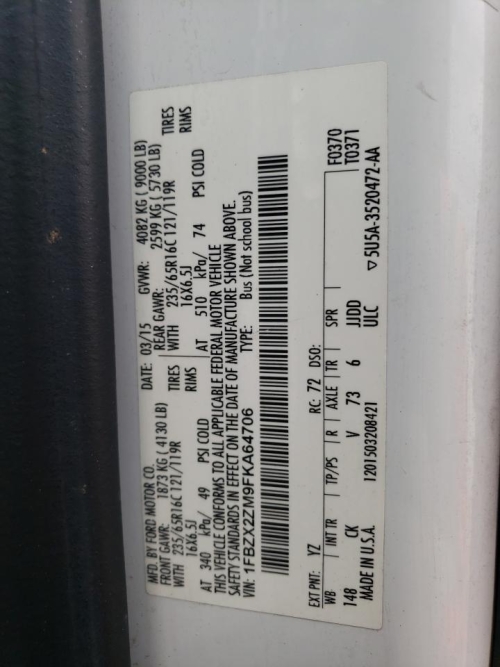 MFD. BY FORD MOTOR CO. DATE: 03/15 GVWR: 4082 KG ( 9000 LB)
FRONT GAWR: 1873 KG ( 4130 LB) REAR GAWR: 2599 KG ( 5730 LB)
WITH 235/65R16C 121/119R TIRES WITH 235/65R16C 121/119R TIRES
16X6.5J RIMS 16X6.5J RIMS
AT 340 kPa/ 49 PSI COLD AT 510 kPa/ 74 PSI COLD
THIS VEHICLE CONFORMS TO ALL APPLICABLE FEDERAL MOTOR VEHICLE
SAFETY STANDARDS IN EFFECT ON THE DATE OF MANUFACTURE SHOWN ABOVE.
VIN: 1FBZX2ZM9FKA64706 TYPE: Bus (Not school bus)
EXT PNT: YZ RC: 72 DSO: F0370
WB INT TR TP/PS R AXLE TR SPR T0371
148 CK V 73 6 JJDD
MADE IN U.S.A. 1201503208421 ULC ▽5U5A-3520472-AA